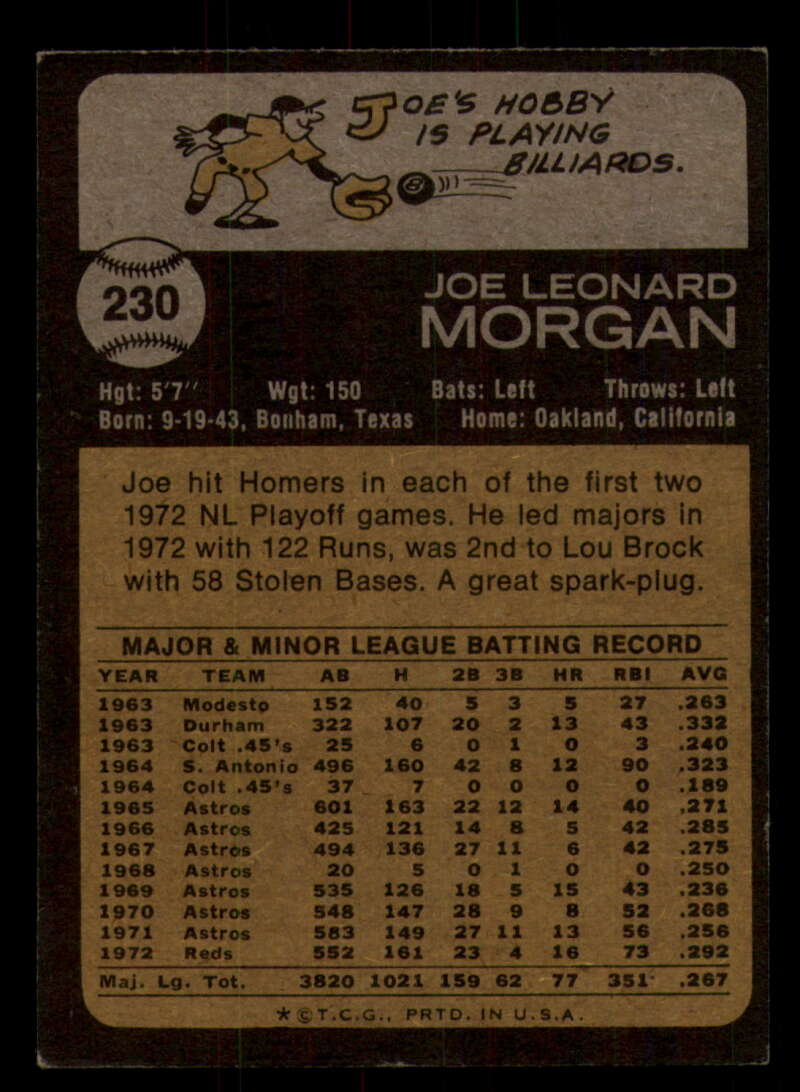 JOE'S HOBBY
IS PLAYING
BILLIARDS.
8
230
JOE LEONARD
MORGAN
Hgt: 5'7" Wgt: 150 Bats: Left Throws: Left
Born: 9-19-43, Bonham, Texas Home: Oakland, California
Joe hit Homers in each of the first two
1972 NL Playoff games. He led majors in
1972 with 122 Runs, was 2nd to Lou Brock
with 58 Stolen Bases. A great spark-plug.
MAJOR & MINOR LEAGUE BATTING RECORD
YEAR TEAM AB H 2B 3B HR RBI AVG
1963 Modesto 152 40 5 3 5 27 .263
1963 Durham 322 107 20 2 13 43 .332
1963 Colt .45's 25 6 0 1 0 3 .240
1964 S. Antonio 496 160 42 8 12 90 .323
1964 Colt .45's 37 7 0 0 0 0 .189
1965 Astros 601 163 22 12 14 40 .271
1966 Astros 425 121 14 8 5 42 .285
1967 Astros 494 136 27 11 6 42 .275
1968 Astros 20 5 0 1 0 0 .250
1969 Astros 535 126 18 5 15 43 .236
1970 Astros 548 147 28 9 8 52 .268
1971 Astros 583 149 27 11 13 56 .256
1972 Reds 552 161 23 4 16 73 .292
Maj. Lg. Tot. 3820 1021 159 62 77 351 .267
★©T.C.G., PRTD. IN U.S.A.